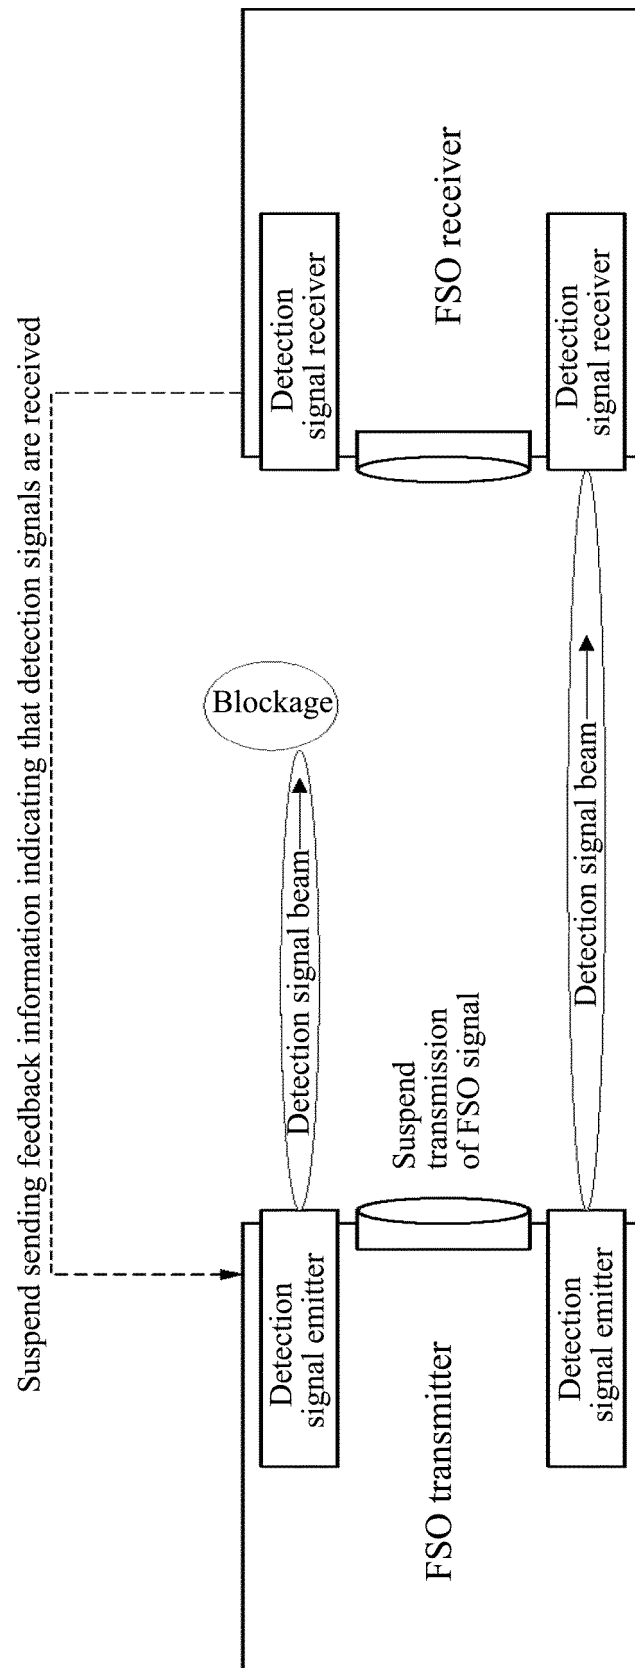 Suspend sending feedback information indicating that detection signals are received
Detection
signal emitter
Detection signal beam
Blockage
Detection
signal receiver
FSO transmitter
Suspend
transmission
of FSO signal
FSO receiver
Detection
signal emitter
Detection signal beam
Detection
signal receiver